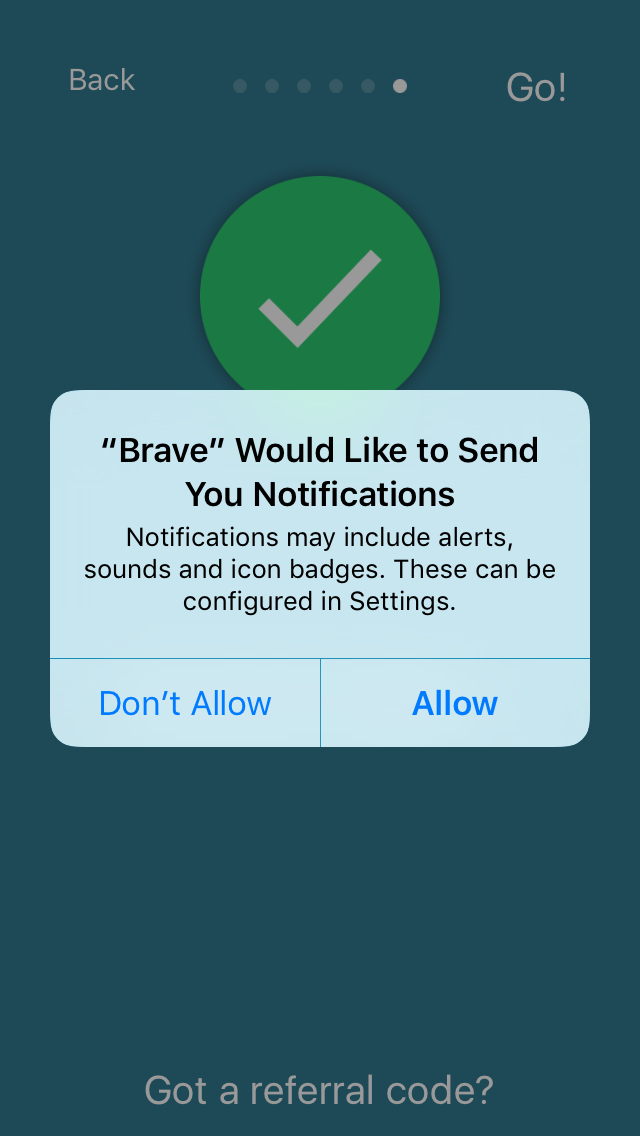 Back
Go!
“Brave” Would Like to Send
You Notifications
Notifications may include alerts,
sounds and icon badges. These can be
configured in Settings.
Don’t Allow
Allow
Got a referral code?